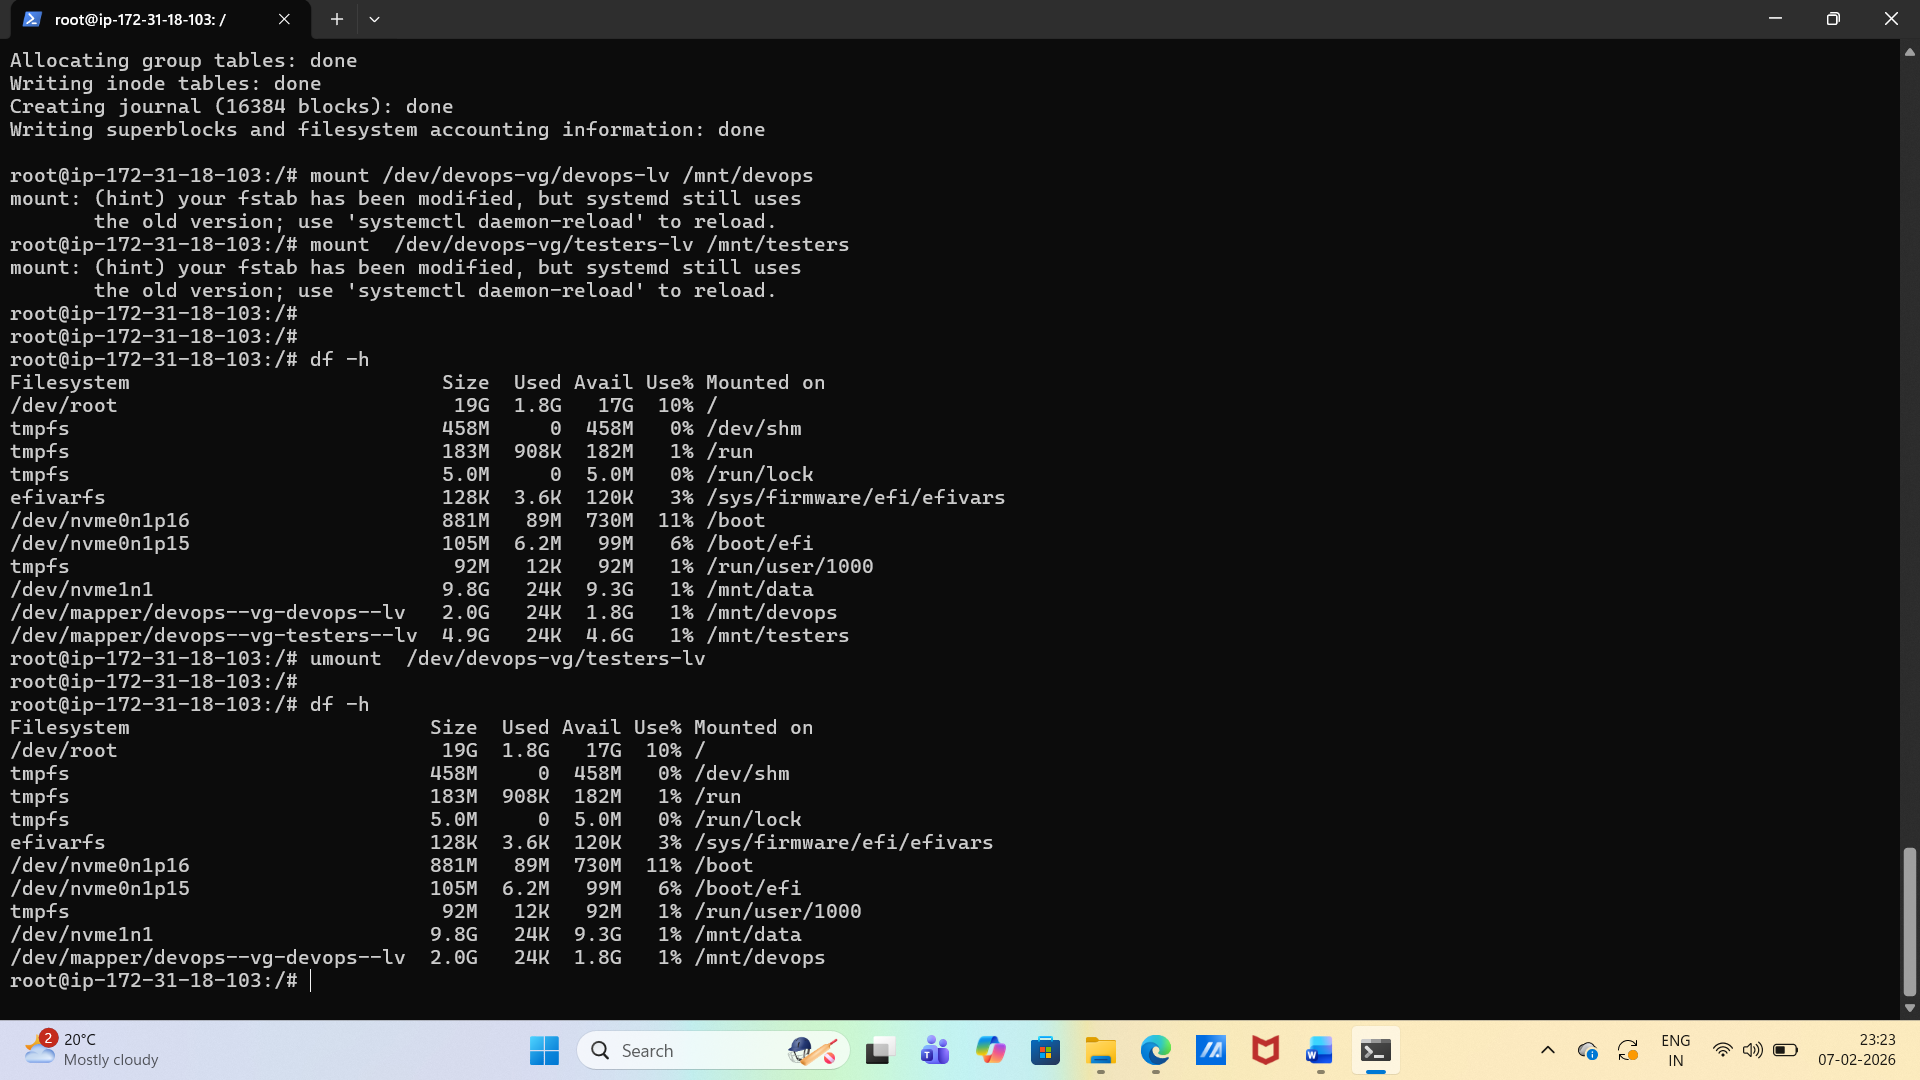 root@ip-172-31-18-103: /
Allocating group tables: done
Writing inode tables: done
Creating journal (16384 blocks): done
Writing superblocks and filesystem accounting information: done
root@ip-172-31-18-103:/# mount /dev/devops-vg/devops-lv /mnt/devops
mount: (hint) your fstab has been modified, but systemd still uses
       the old version; use 'systemctl daemon-reload' to reload.
root@ip-172-31-18-103:/# mount  /dev/devops-vg/testers-lv /mnt/testers
mount: (hint) your fstab has been modified, but systemd still uses
       the old version; use 'systemctl daemon-reload' to reload.
root@ip-172-31-18-103:/#
root@ip-172-31-18-103:/#
root@ip-172-31-18-103:/# df -h
Filesystem                          Size  Used Avail Use% Mounted on
/dev/root                            19G  1.8G   17G  10% /
tmpfs                               458M     0  458M   0% /dev/shm
tmpfs                               183M  908K  182M   1% /run
tmpfs                               5.0M     0  5.0M   0% /run/lock
efivarfs                            128K  3.6K  120K   3% /sys/firmware/efi/efivars
/dev/nvme0n1p16                     881M   89M  730M  11% /boot
/dev/nvme0n1p15                     105M  6.2M   99M   6% /boot/efi
tmpfs                                92M   12K   92M   1% /run/user/1000
/dev/nvme1n1                        9.8G   24K  9.3G   1% /mnt/data
/dev/mapper/devops--vg-devops--lv   2.0G   24K  1.8G   1% /mnt/devops
/dev/mapper/devops--vg-testers--lv  4.9G   24K  4.6G   1% /mnt/testers
root@ip-172-31-18-103:/# umount  /dev/devops-vg/testers-lv
root@ip-172-31-18-103:/#
root@ip-172-31-18-103:/# df -h
Filesystem                         Size  Used Avail Use% Mounted on
/dev/root                           19G  1.8G   17G  10% /
tmpfs                              458M     0  458M   0% /dev/shm
tmpfs                              183M  908K  182M   1% /run
tmpfs                              5.0M     0  5.0M   0% /run/lock
efivarfs                           128K  3.6K  120K   3% /sys/firmware/efi/efivars
/dev/nvme0n1p16                    881M   89M  730M  11% /boot
/dev/nvme0n1p15                    105M  6.2M   99M   6% /boot/efi
tmpfs                               92M   12K   92M   1% /run/user/1000
/dev/nvme1n1                       9.8G   24K  9.3G   1% /mnt/data
/dev/mapper/devops--vg-devops--lv  2.0G   24K  1.8G   1% /mnt/devops
root@ip-172-31-18-103:/#
2
20°C
Mostly cloudy
Search
ENG
IN
23:23
07-02-2026